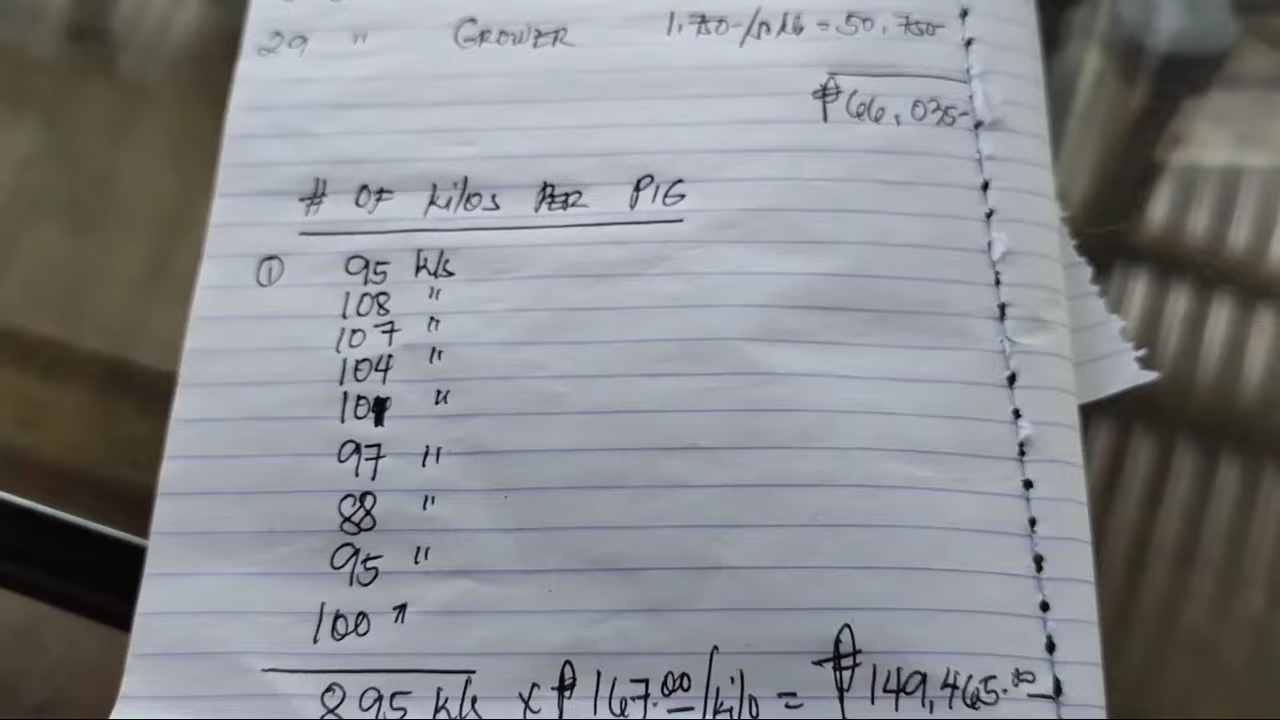 29 " GROWER 1,750-/ = 50,750
₱66,035-
# OF kilos PER PIG
① 95 kls
108 "
107 "
104 "
101 "
97 "
88 "
95 "
100 "
895 kls x ₱167.00/kilo = ₱149,465.00